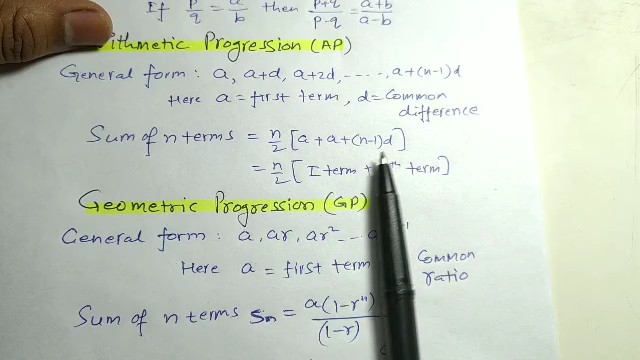 If p/q = a/b then p+q/p-q = a+b/a-b
ithmetic Progression (AP)
General form : a, a+d, a+2d, -----, a+(n-1)d
Here a = first term, d = Common difference
Sum of n terms = n/2 [a + a+(n-1)d]
= n/2 [ I term + term]
Geometric Progression (GP)
General form : a, ar, ar² --
Here a = first term Common ratio
Sum of n terms Sn = a(1-rⁿ)/(1-r)